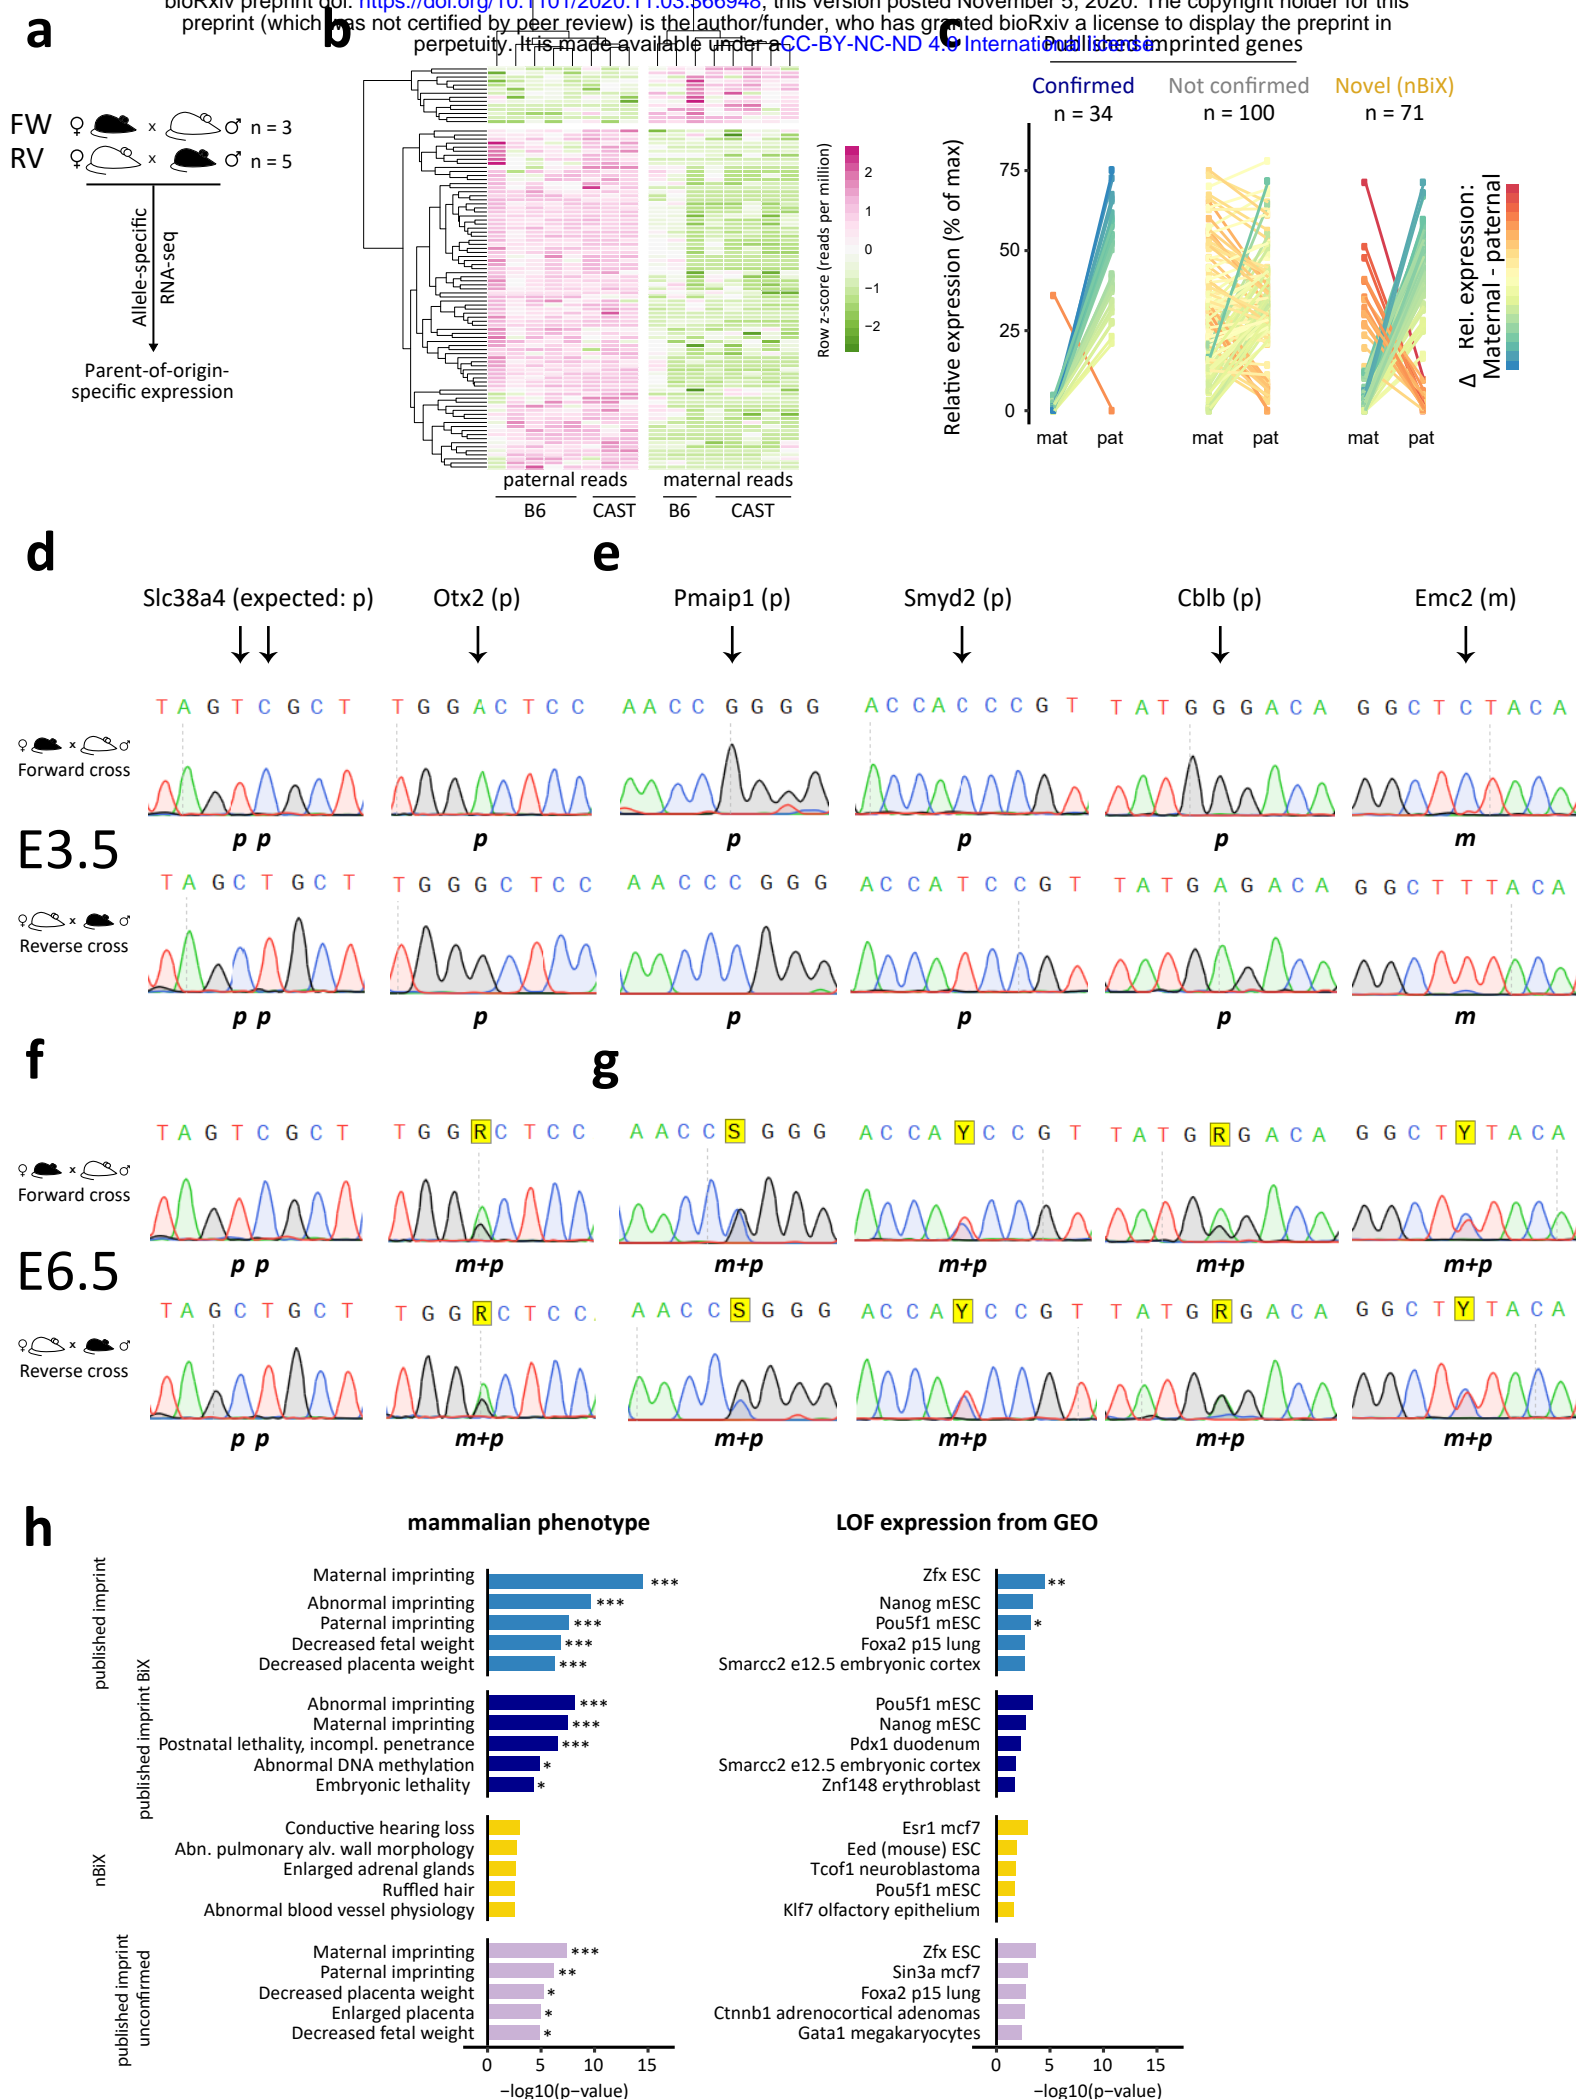 bioRxiv preprint doi: https://doi.org/10.1101/2020.11.03.366948; this version posted November 5, 2020. The copyright holder for this
preprint (which was not certified by peer review) is the author/funder, who has granted bioRxiv a license to display the preprint in
perpetuity. It is made available under aCC-BY-NC-ND 4.0 International license.
a
b
c
Published imprinted genes
Confirmed
n = 34
Not confirmed
n = 100
Novel (nBiX)
n = 71
FW ♀ x ♂ n = 3
RV ♀ x ♂ n = 5
Allele-specific
RNA-seq
Parent-of-origin-
specific expression
Row z-score (reads per million)
2
1
0
−1
−2
paternal reads
maternal reads
B6
CAST
B6
CAST
Relative expression (% of max)
75
50
25
0
mat
pat
mat
pat
mat
pat
Δ Rel. expression:
Maternal - paternal
d
e
Slc38a4 (expected: p)
Otx2 (p)
Pmaip1 (p)
Smyd2 (p)
Cblb (p)
Emc2 (m)
♀ x ♂
Forward cross
T A G T C G C T
T G G A C T C C
A A C C G G G G
A C C A C C C G T
T A T G G G A C A
G G C T C T A C A
p p
p
p
p
p
m
E3.5
♀ x ♂
Reverse cross
T A G C T G C T
T G G G C T C C
A A C C C G G G
A C C A T C C G T
T A T G A G A C A
G G C T T T A C A
p p
p
p
p
p
m
f
g
♀ x ♂
Forward cross
T A G T C G C T
T G G R C T C C
A A C C S G G G
A C C A Y C C G T
T A T G R G A C A
G G C T Y T A C A
p p
m+p
m+p
m+p
m+p
m+p
E6.5
♀ x ♂
Reverse cross
T A G C T G C T
T G G R C T C C
A A C C S G G G
A C C A Y C C G T
T A T G R G A C A
G G C T Y T A C A
p p
m+p
m+p
m+p
m+p
m+p
h
mammalian phenotype
LOF expression from GEO
published imprint
Maternal imprinting ***
Abnormal imprinting ***
Paternal imprinting ***
Decreased fetal weight ***
Decreased placenta weight ***
Zfx ESC **
Nanog mESC
Pou5f1 mESC *
Foxa2 p15 lung
Smarcc2 e12.5 embryonic cortex
published imprint BiX
Abnormal imprinting ***
Maternal imprinting ***
Postnatal lethality, incompl. penetrance ***
Abnormal DNA methylation *
Embryonic lethality *
Pou5f1 mESC
Nanog mESC
Pdx1 duodenum
Smarcc2 e12.5 embryonic cortex
Znf148 erythroblast
nBiX
Conductive hearing loss
Abn. pulmonary alv. wall morphology
Enlarged adrenal glands
Ruffled hair
Abnormal blood vessel physiology
Esr1 mcf7
Eed (mouse) ESC
Tcof1 neuroblastoma
Pou5f1 mESC
Klf7 olfactory epithelium
published imprint
unconfirmed
Maternal imprinting ***
Paternal imprinting **
Decreased placenta weight *
Enlarged placenta *
Decreased fetal weight *
Zfx ESC
Sin3a mcf7
Foxa2 p15 lung
Ctnnb1 adrenocortical adenomas
Gata1 megakaryocytes
0 5 10 15
−log10(p−value)
0 5 10 15
−log10(p−value)